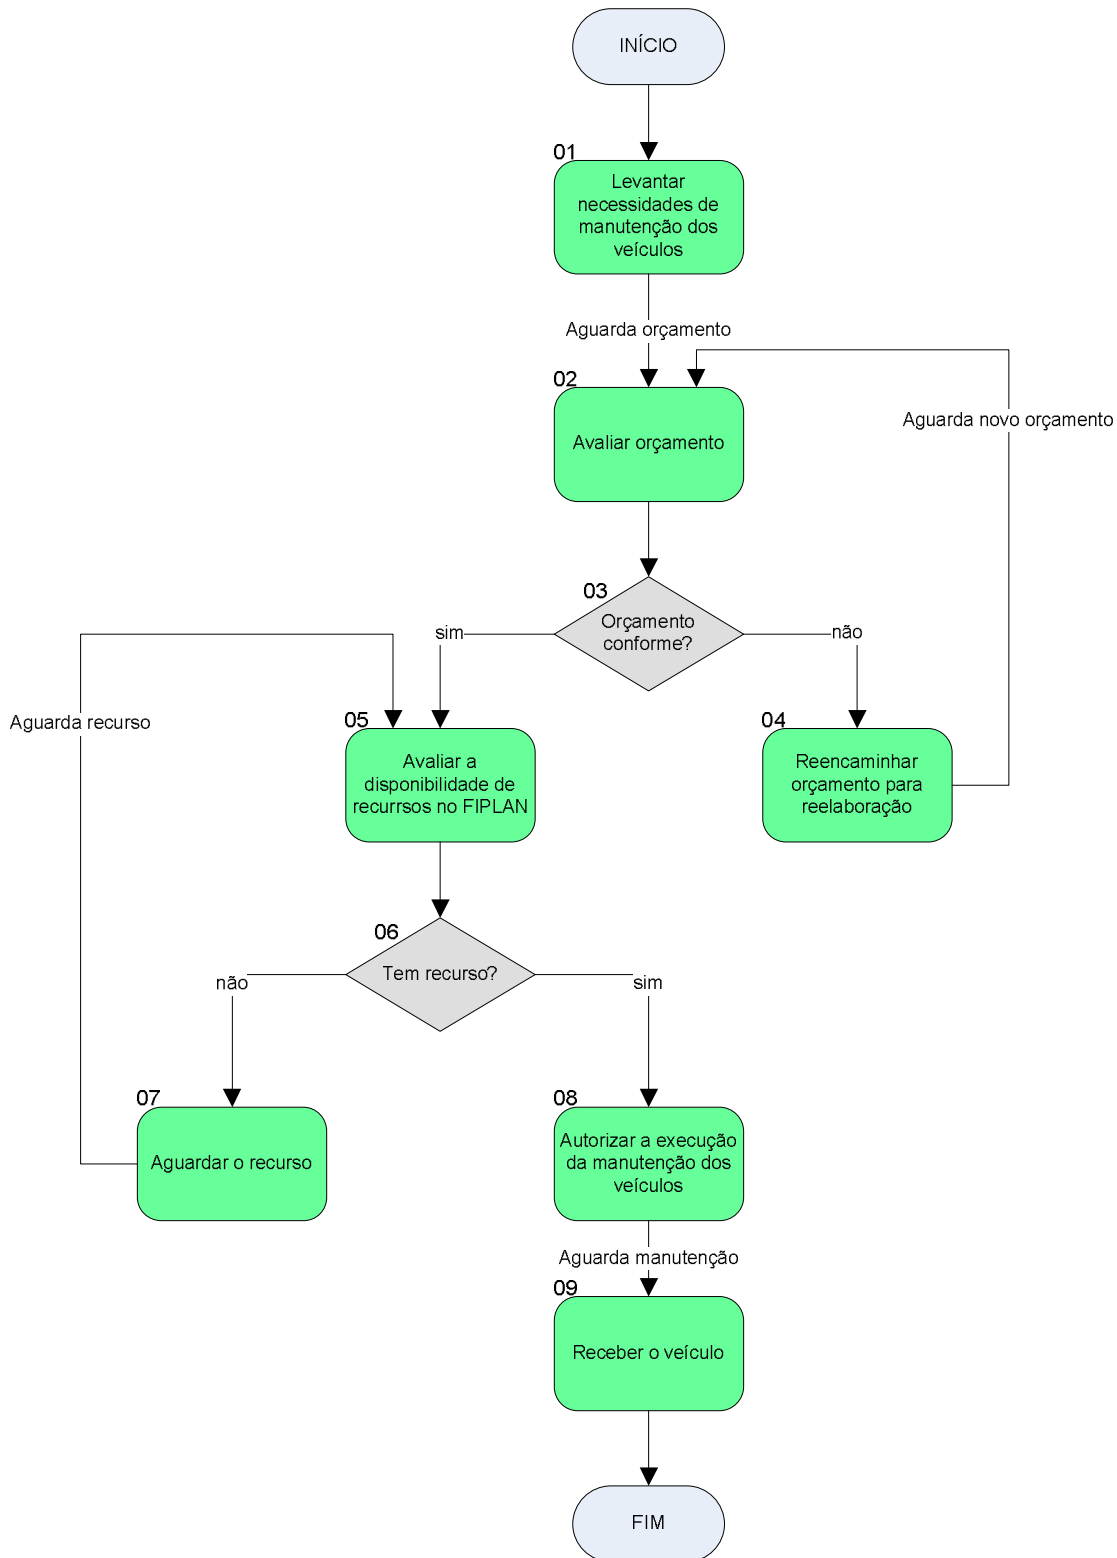 INÍCIO
01
Levantar
necessidades de
manutenção dos
veículos
Aguarda orçamento
02
Avaliar orçamento
Aguarda novo orçamento
03
Orçamento
conforme?
sim
não
Aguarda recurso
05
Avaliar a
disponibilidade de
recurrsos no FIPLAN
04
Reencaminhar
orçamento para
reelaboração
06
Tem recurso?
não
sim
07
Aguardar o recurso
08
Autorizar a execução
da manutenção dos
veículos
Aguarda manutenção
09
Receber o veículo
FIM